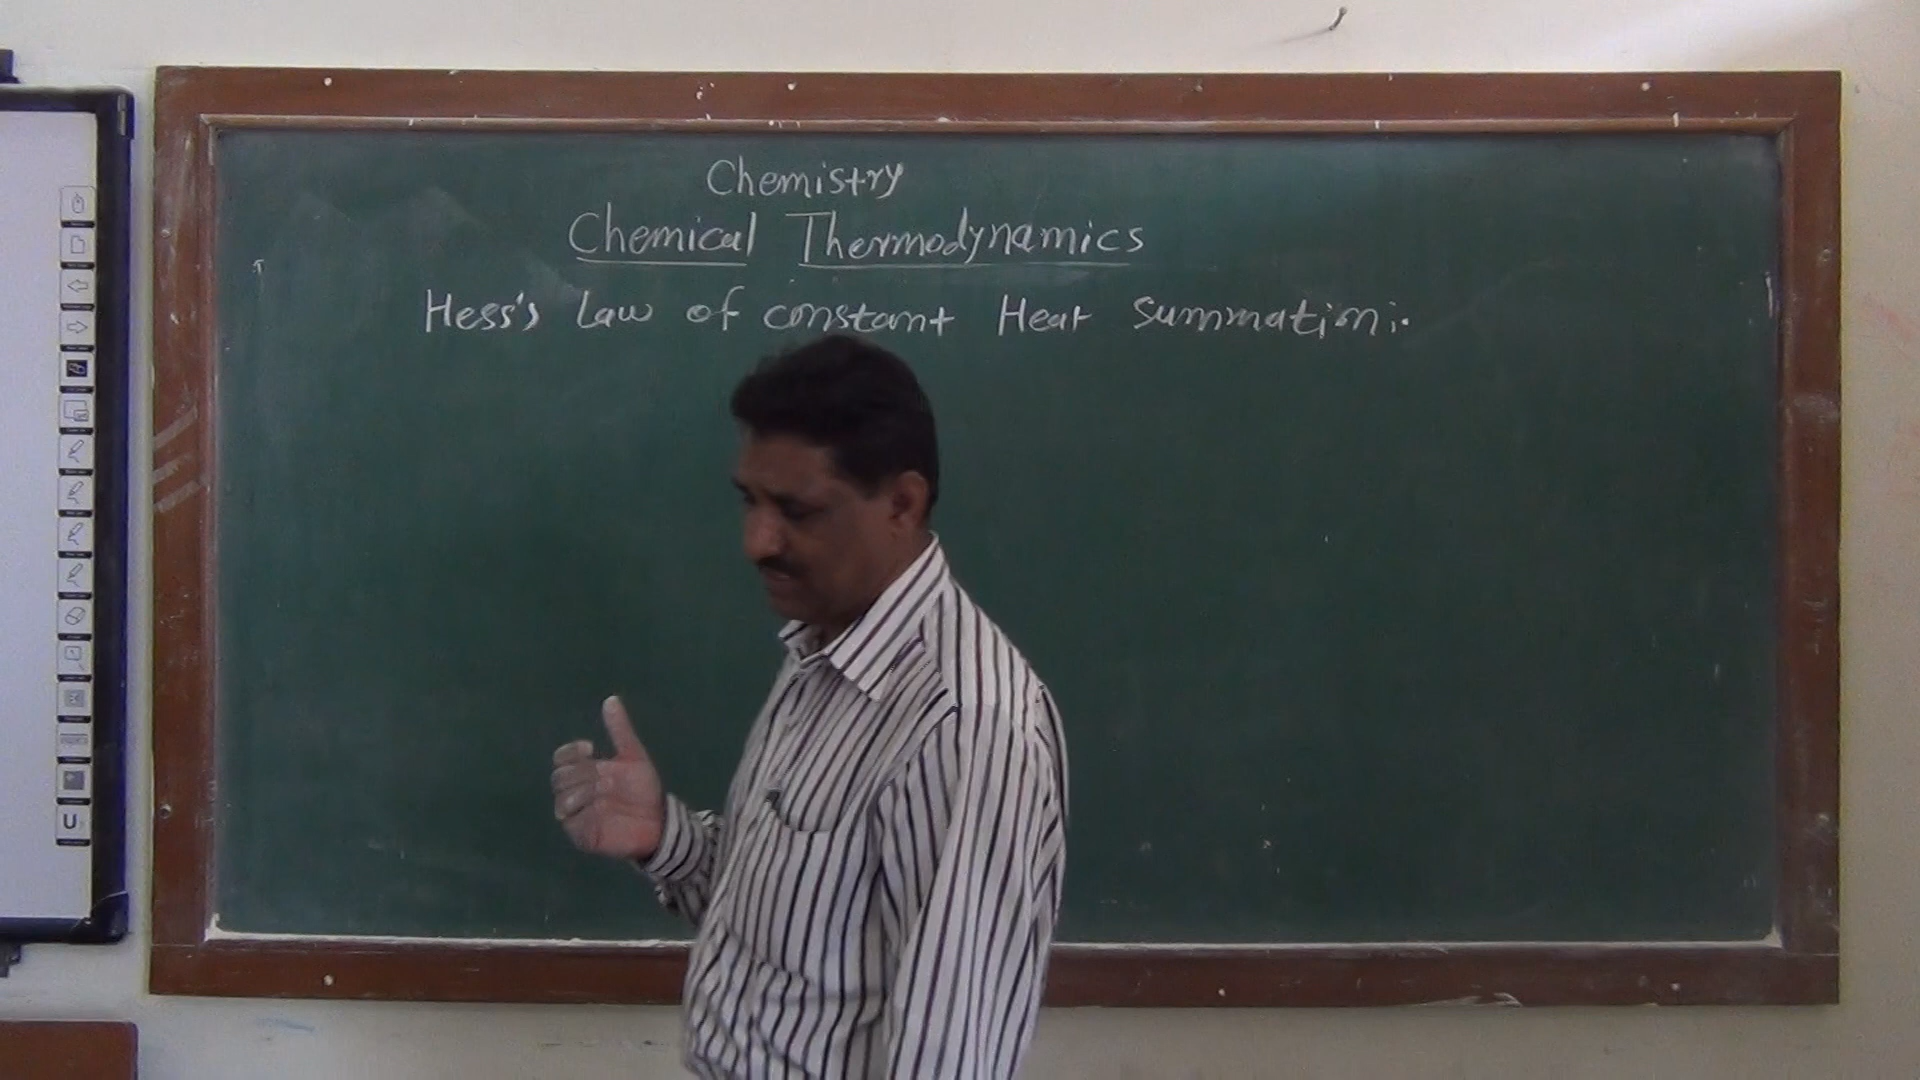 Chemistry
Chemical Thermodynamics
Hess's Law of constant Heat Summation:-
U